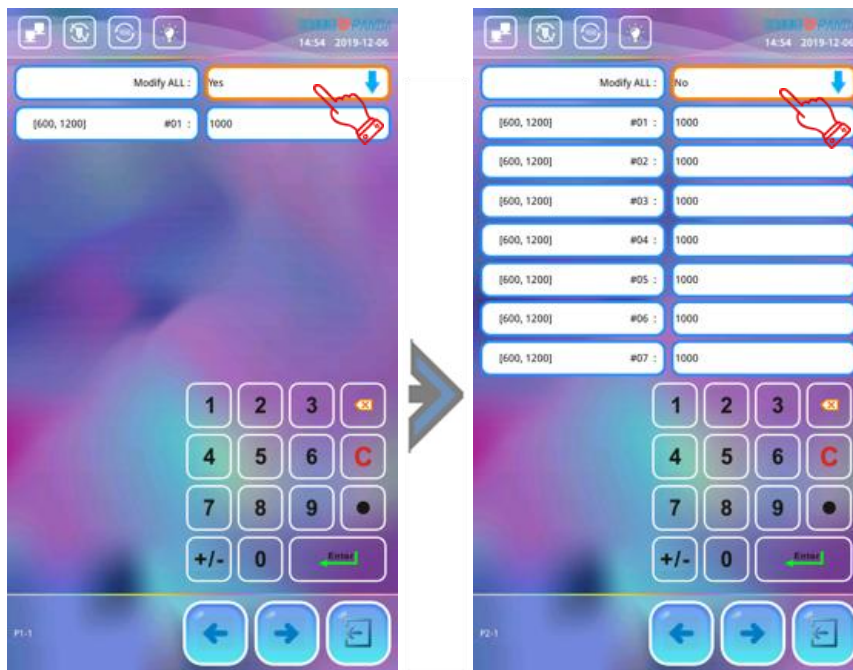 PANDA
14:54 2019-12-06
Modify ALL : Yes
[600, 1200] #01 : 1000
1 2 3
4 5 6 C
7 8 9
+/- 0 Enter
P1-1
PANDA
14:54 2019-12-06
Modify ALL : No
[600, 1200] #01 : 1000
[600, 1200] #02 : 1000
[600, 1200] #03 : 1000
[600, 1200] #04 : 1000
[600, 1200] #05 : 1000
[600, 1200] #06 : 1000
[600, 1200] #07 : 1000
1 2 3
4 5 6 C
7 8 9
+/- 0 Enter
P2-1